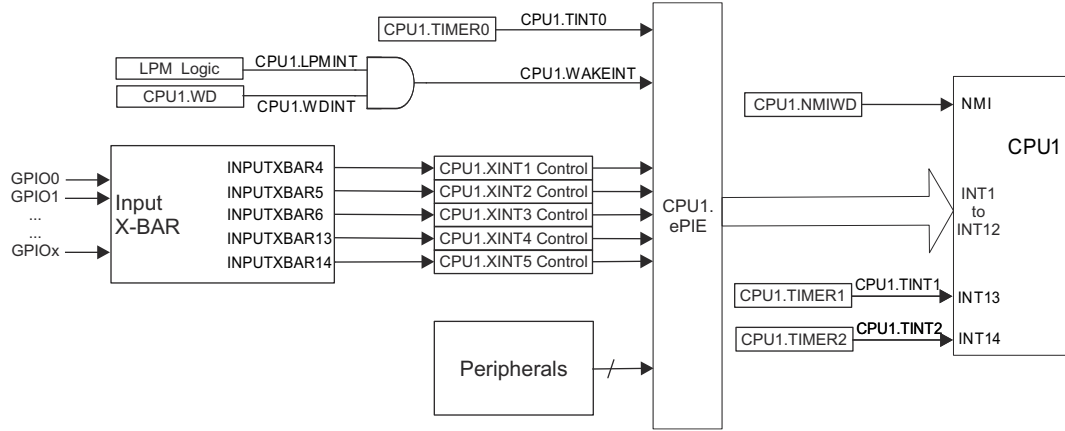 CPU1.TIMER0
CPU1.TINT0
LPM Logic
CPU1.LPMINT
CPU1.WAKEINT
CPU1.WD
CPU1.WDINT
CPU1.NMIWD
NMI
CPU1
GPIO0
GPIO1
...
...
GPIOx
Input
X-BAR
INPUTXBAR4
INPUTXBAR5
INPUTXBAR6
INPUTXBAR13
INPUTXBAR14
CPU1.XINT1 Control
CPU1.XINT2 Control
CPU1.XINT3 Control
CPU1.XINT4 Control
CPU1.XINT5 Control
CPU1.
ePIE
INT1
to
INT12
CPU1.TIMER1
CPU1.TINT1
INT13
CPU1.TIMER2
CPU1.TINT2
INT14
Peripherals